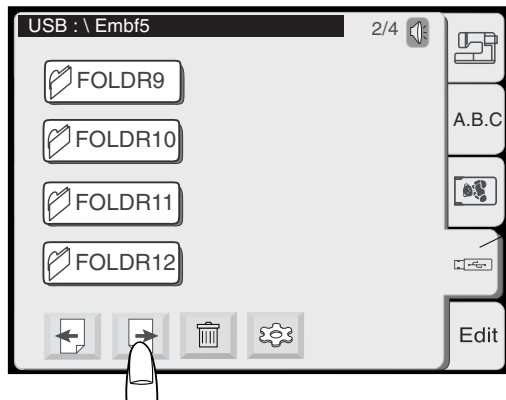 USB : \ Embf5
2/4
FOLDR9
FOLDR10
FOLDR11
FOLDR12
A.B.C
Edit